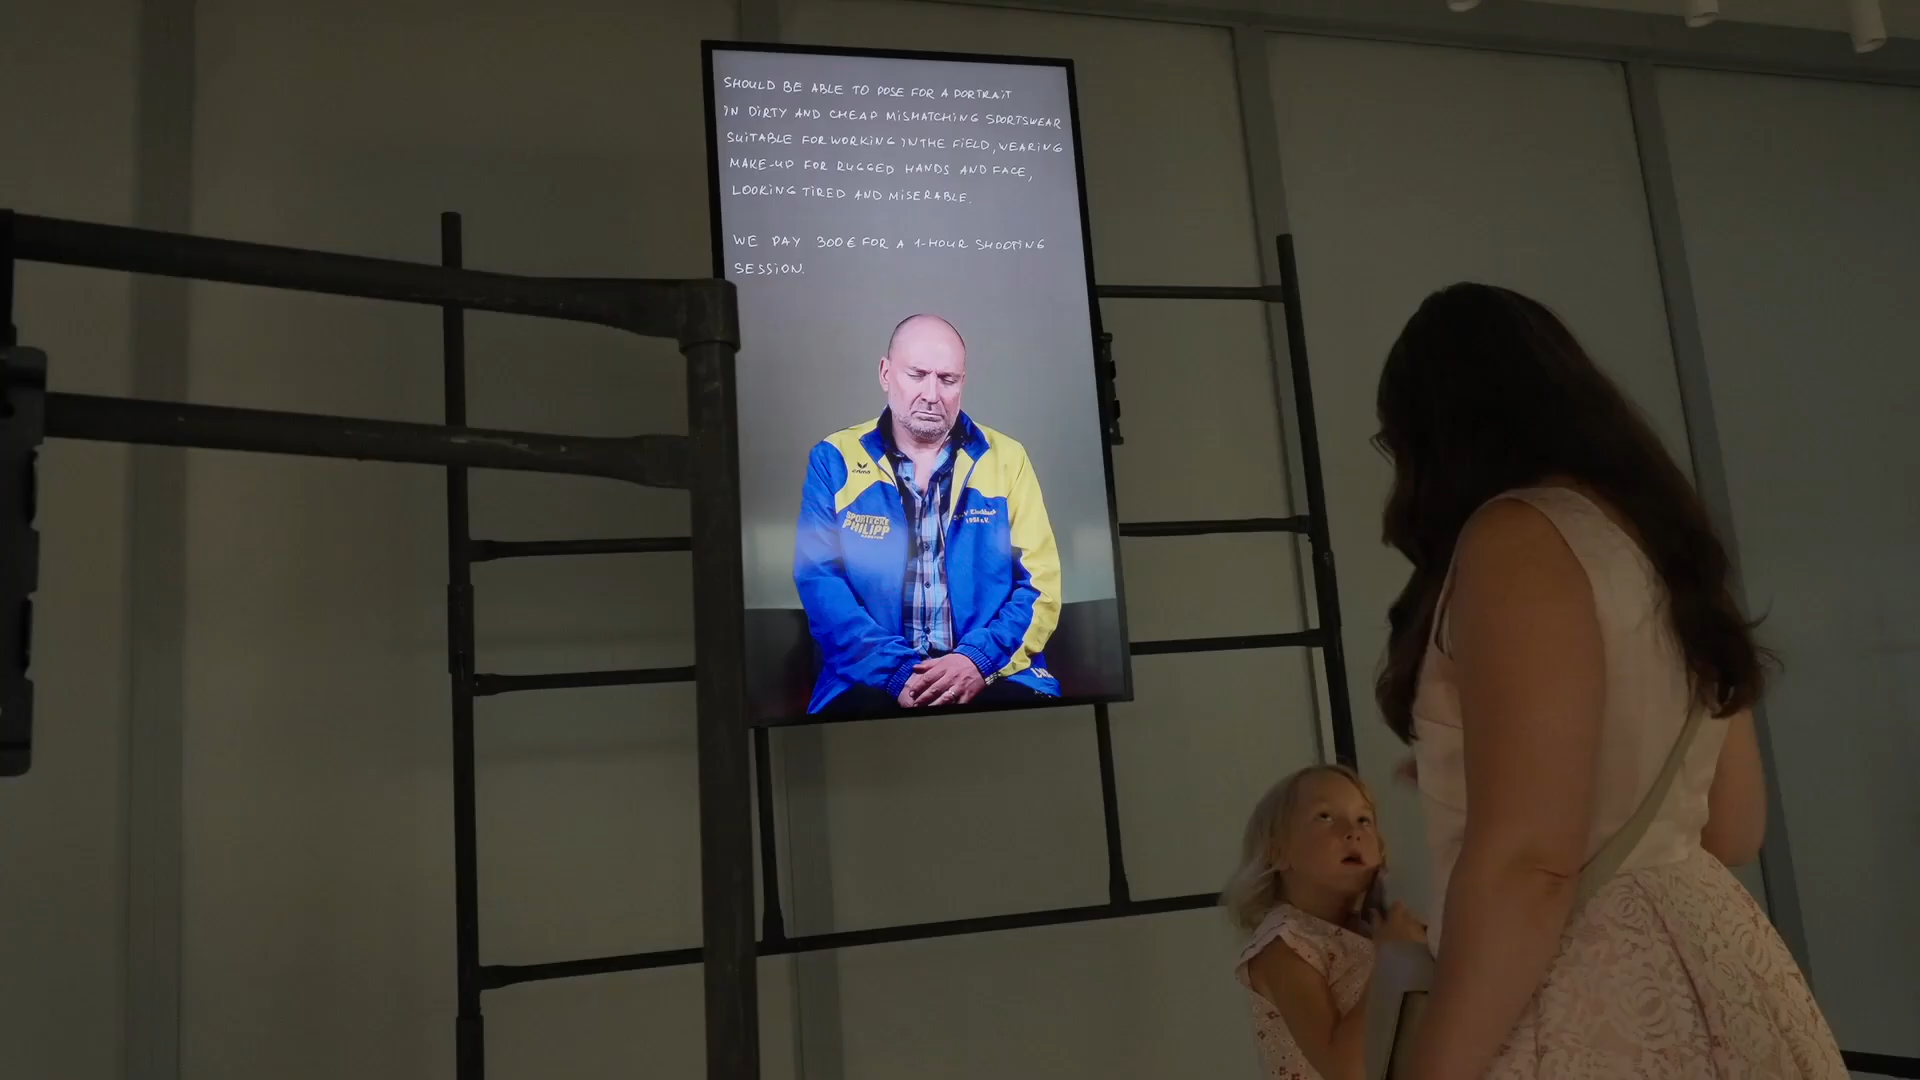 SHOULD BE ABLE TO POSE FOR A PORTRAIT
IN DIRTY AND CHEAP MISMATCHING SPORTSWEAR
SUITABLE FOR WORKING IN THE FIELD, WEARING
MAKE-UP FOR RUGGED HANDS AND FACE,
LOOKING TIRED AND MISERABLE.
WE PAY 300€ FOR A 1-HOUR SHOOTING
SESSION.
erima
SPORTECKE
PHILIPP